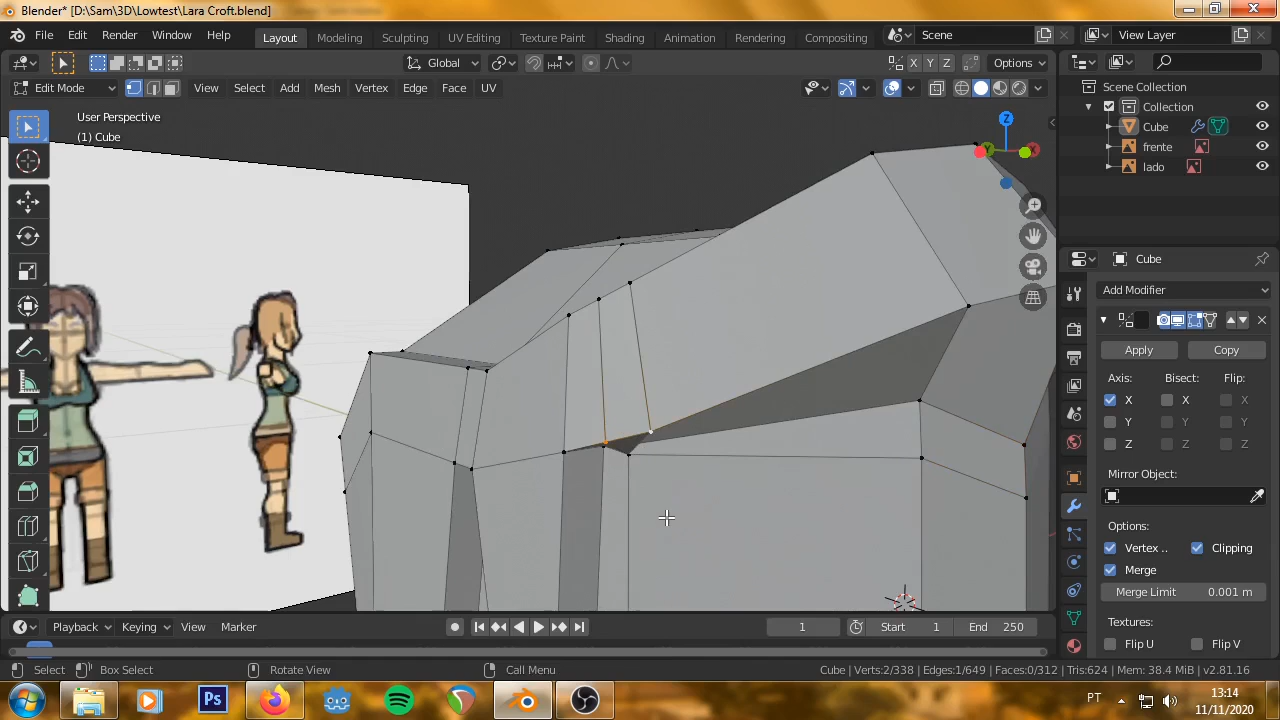 Blender* [D:\Sam\3D\Lowtest\Lara Croft.blend]
File Edit Render Window Help
Layout Modeling Sculpting UV Editing Texture Paint Shading Animation Rendering Compositing
Scene
View Layer
Global
X Y Z
Options
Edit Mode
View Select Add Mesh Vertex Edge Face UV
User Perspective
(1) Cube
Z
Scene Collection
Collection
Cube
frente
lado
Cube
Add Modifier
Apply Copy
Axis: Bisect: Flip:
X X X
Y Y Y
Z Z Z
Mirror Object:
Options:
Vertex .. Clipping
Merge
Merge Limit 0.001 m
Textures:
Flip U Flip V
Playback Keying View Marker
1
Start 1
End 250
Select Box Select Rotate View Call Menu
Cube | Verts:2/338 | Edges:1/649 | Faces:0/312 | Tris:624 | Mem: 38.4 MiB | v2.81.16
Ps
PT
13:14
11/11/2020